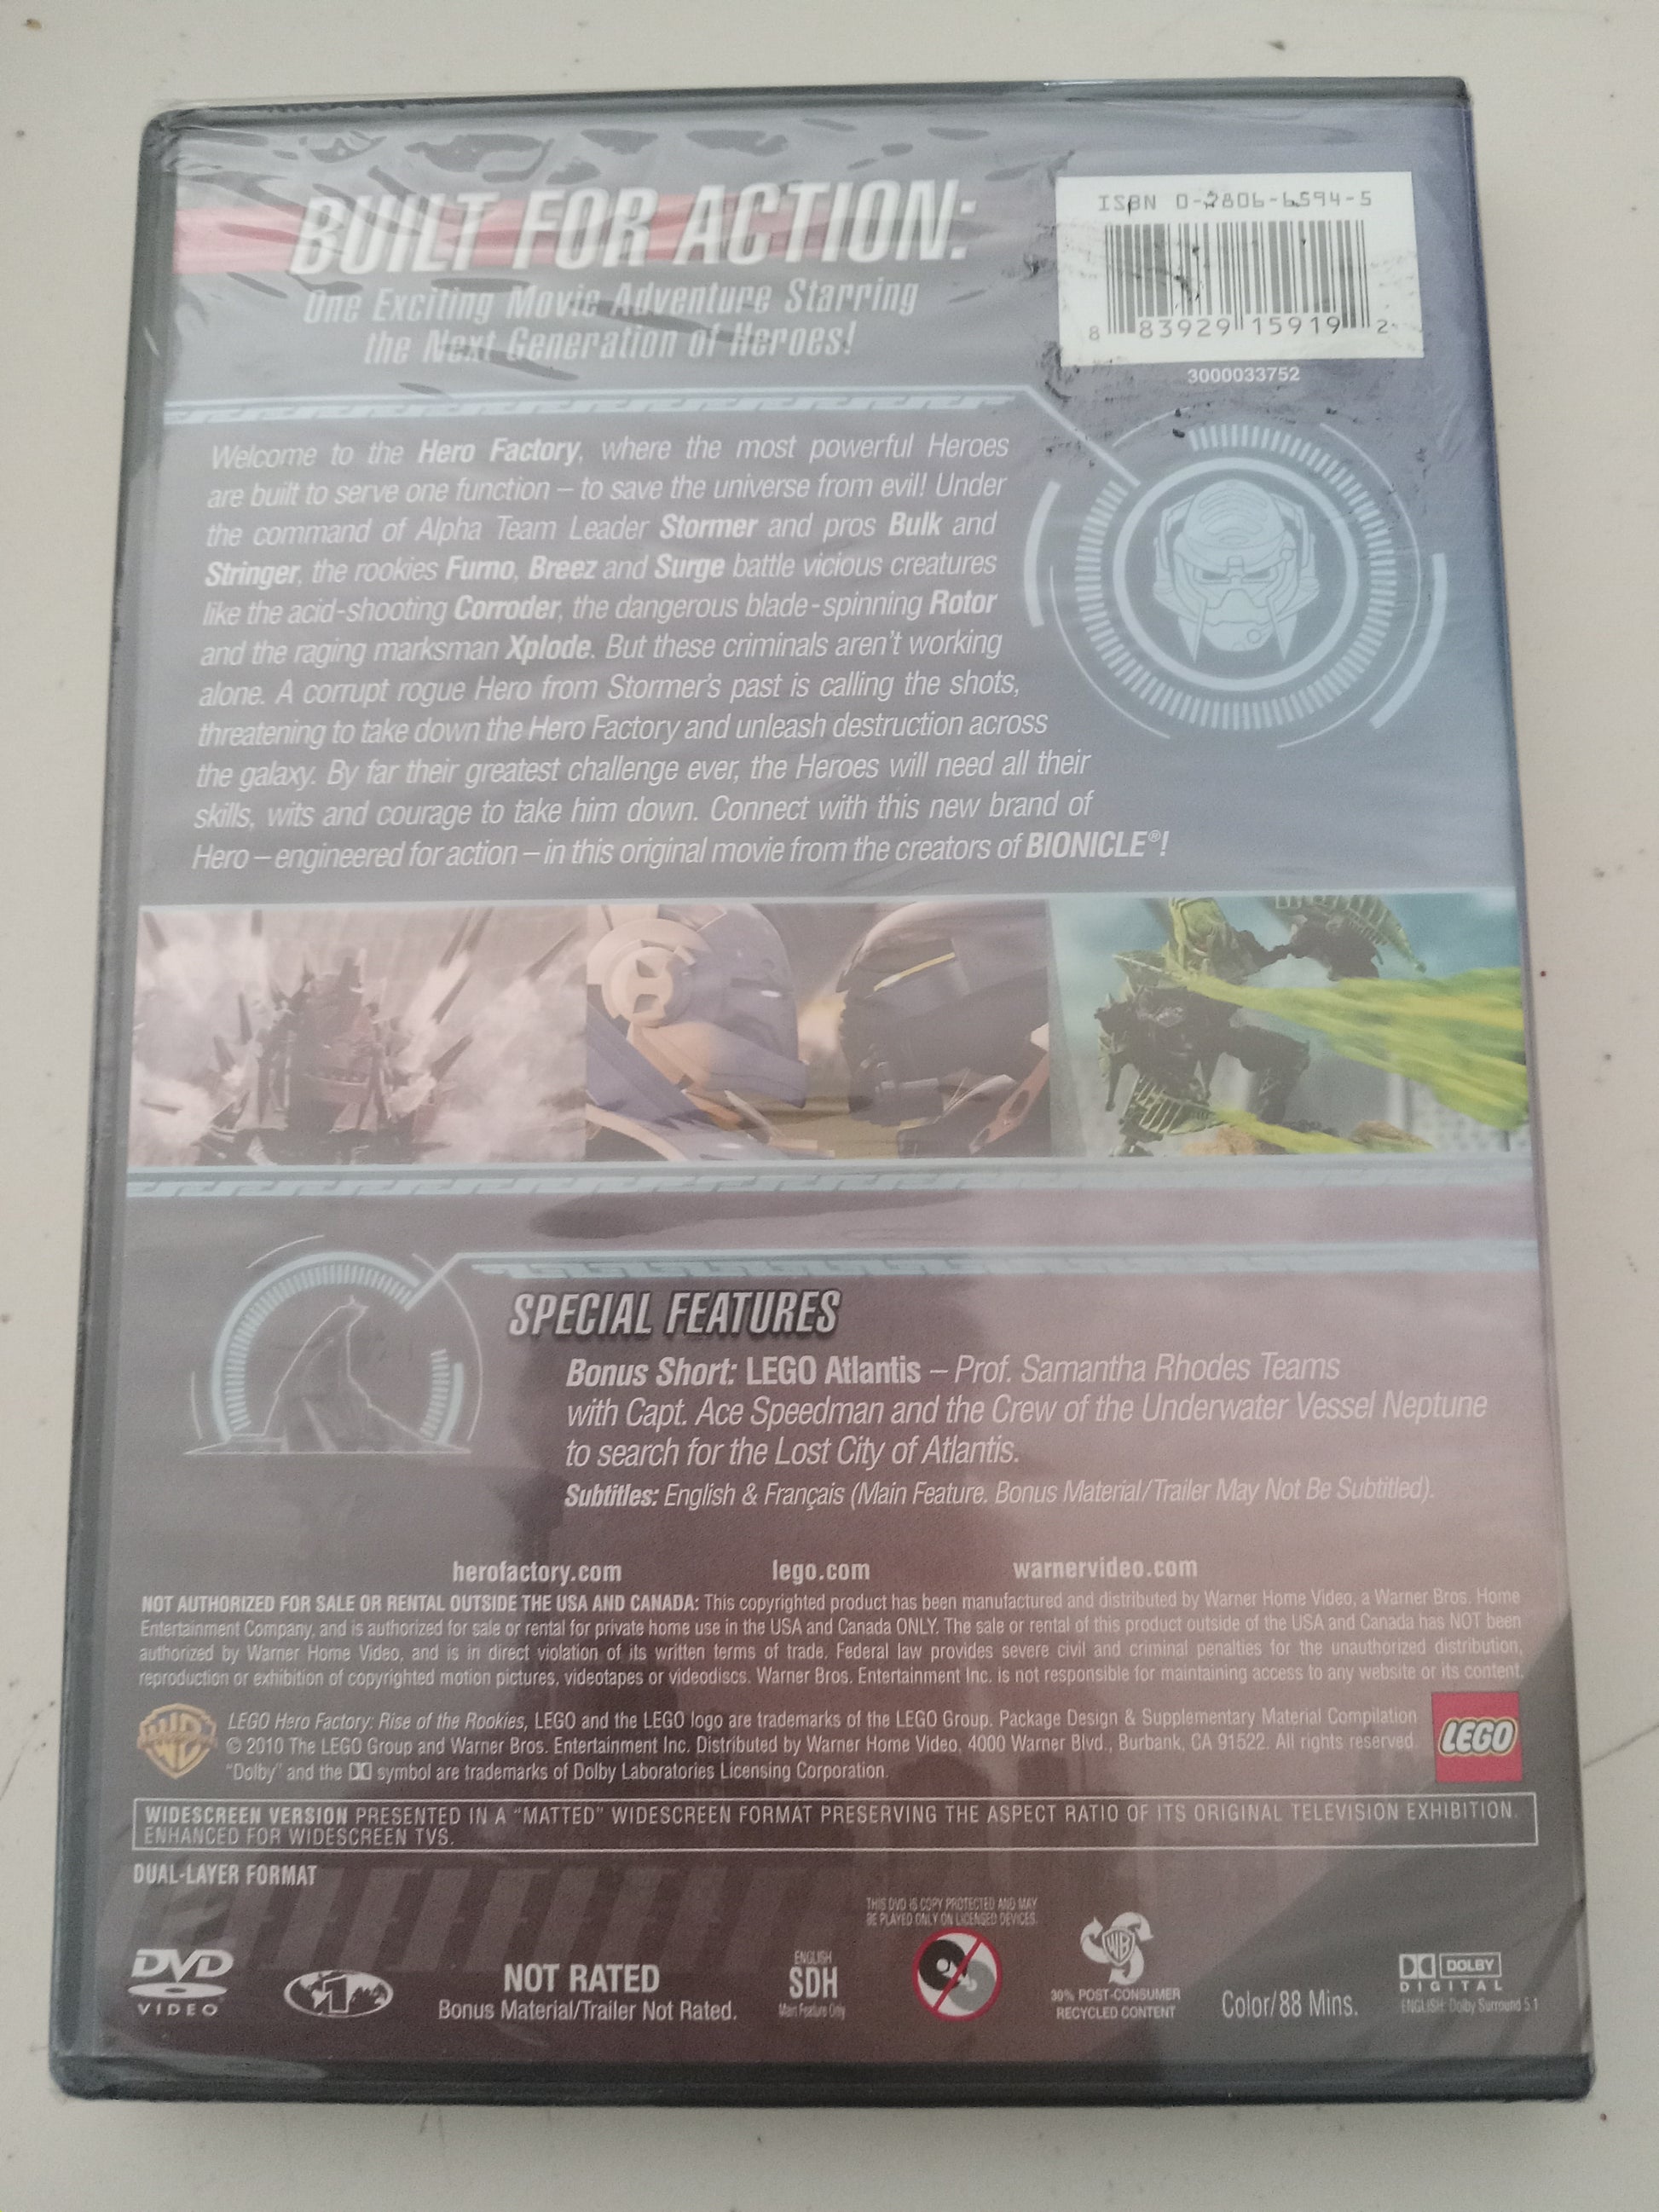 BUILT FOR ACTION:
One Exciting Movie Adventure Starring
the Next Generation of Heroes!
ISBN 0-7806-6594-5
8 83929 15919 2
3000033752
Welcome to the Hero Factory, where the most powerful Heroes
are built to serve one function – to save the universe from evil! Under
the command of Alpha Team Leader Stormer and pros Bulk and
Stringer, the rookies Furno, Breez and Surge battle vicious creatures
like the acid-shooting Corroder, the dangerous blade-spinning Rotor
and the raging marksman Xplode. But these criminals aren't working
alone. A corrupt rogue Hero from Stormer's past is calling the shots,
threatening to take down the Hero Factory and unleash destruction across
the galaxy. By far their greatest challenge ever, the Heroes will need all their
skills, wits and courage to take him down. Connect with this new brand of
Hero – engineered for action – in this original movie from the creators of BIONICLE®!
SPECIAL FEATURES
Bonus Short: LEGO Atlantis – Prof. Samantha Rhodes Teams
with Capt. Ace Speedman and the Crew of the Underwater Vessel Neptune
to search for the Lost City of Atlantis.
Subtitles: English & Français (Main Feature. Bonus Material/Trailer May Not Be Subtitled).
herofactory.com lego.com warnervideo.com
NOT AUTHORIZED FOR SALE OR RENTAL OUTSIDE THE USA AND CANADA: This copyrighted product has been manufactured and distributed by Warner Home Video, a Warner Bros. Home
Entertainment Company, and is authorized for sale or rental for private home use in the USA and Canada ONLY. The sale or rental of this product outside of the USA and Canada has NOT been
authorized by Warner Home Video, and is in direct violation of its written terms of trade. Federal law provides severe civil and criminal penalties for the unauthorized distribution,
reproduction or exhibition of copyrighted motion pictures, videotapes or videodiscs. Warner Bros. Entertainment Inc. is not responsible for maintaining access to any website or its content.
WB
LEGO Hero Factory: Rise of the Rookies, LEGO and the LEGO logo are trademarks of the LEGO Group. Package Design & Supplementary Material Compilation
© 2010 The LEGO Group and Warner Bros. Entertainment Inc. Distributed by Warner Home Video, 4000 Warner Blvd., Burbank, CA 91522. All rights reserved.
"Dolby" and the symbol are trademarks of Dolby Laboratories Licensing Corporation.
LEGO
WIDESCREEN VERSION PRESENTED IN A "MATTED" WIDESCREEN FORMAT PRESERVING THE ASPECT RATIO OF ITS ORIGINAL TELEVISION EXHIBITION.
ENHANCED FOR WIDESCREEN TVS.
DUAL-LAYER FORMAT
THIS DVD IS COPY PROTECTED AND MAY
BE PLAYED ONLY ON LICENSED DEVICES.
DVD
VIDEO
1
NOT RATED
Bonus Material/Trailer Not Rated.
ENGLISH
SDH
Main Feature Only
WB
30% POST-CONSUMER
RECYCLED CONTENT
Color/88 Mins.
DOLBY
DIGITAL
ENGLISH: Dolby Surround 5.1